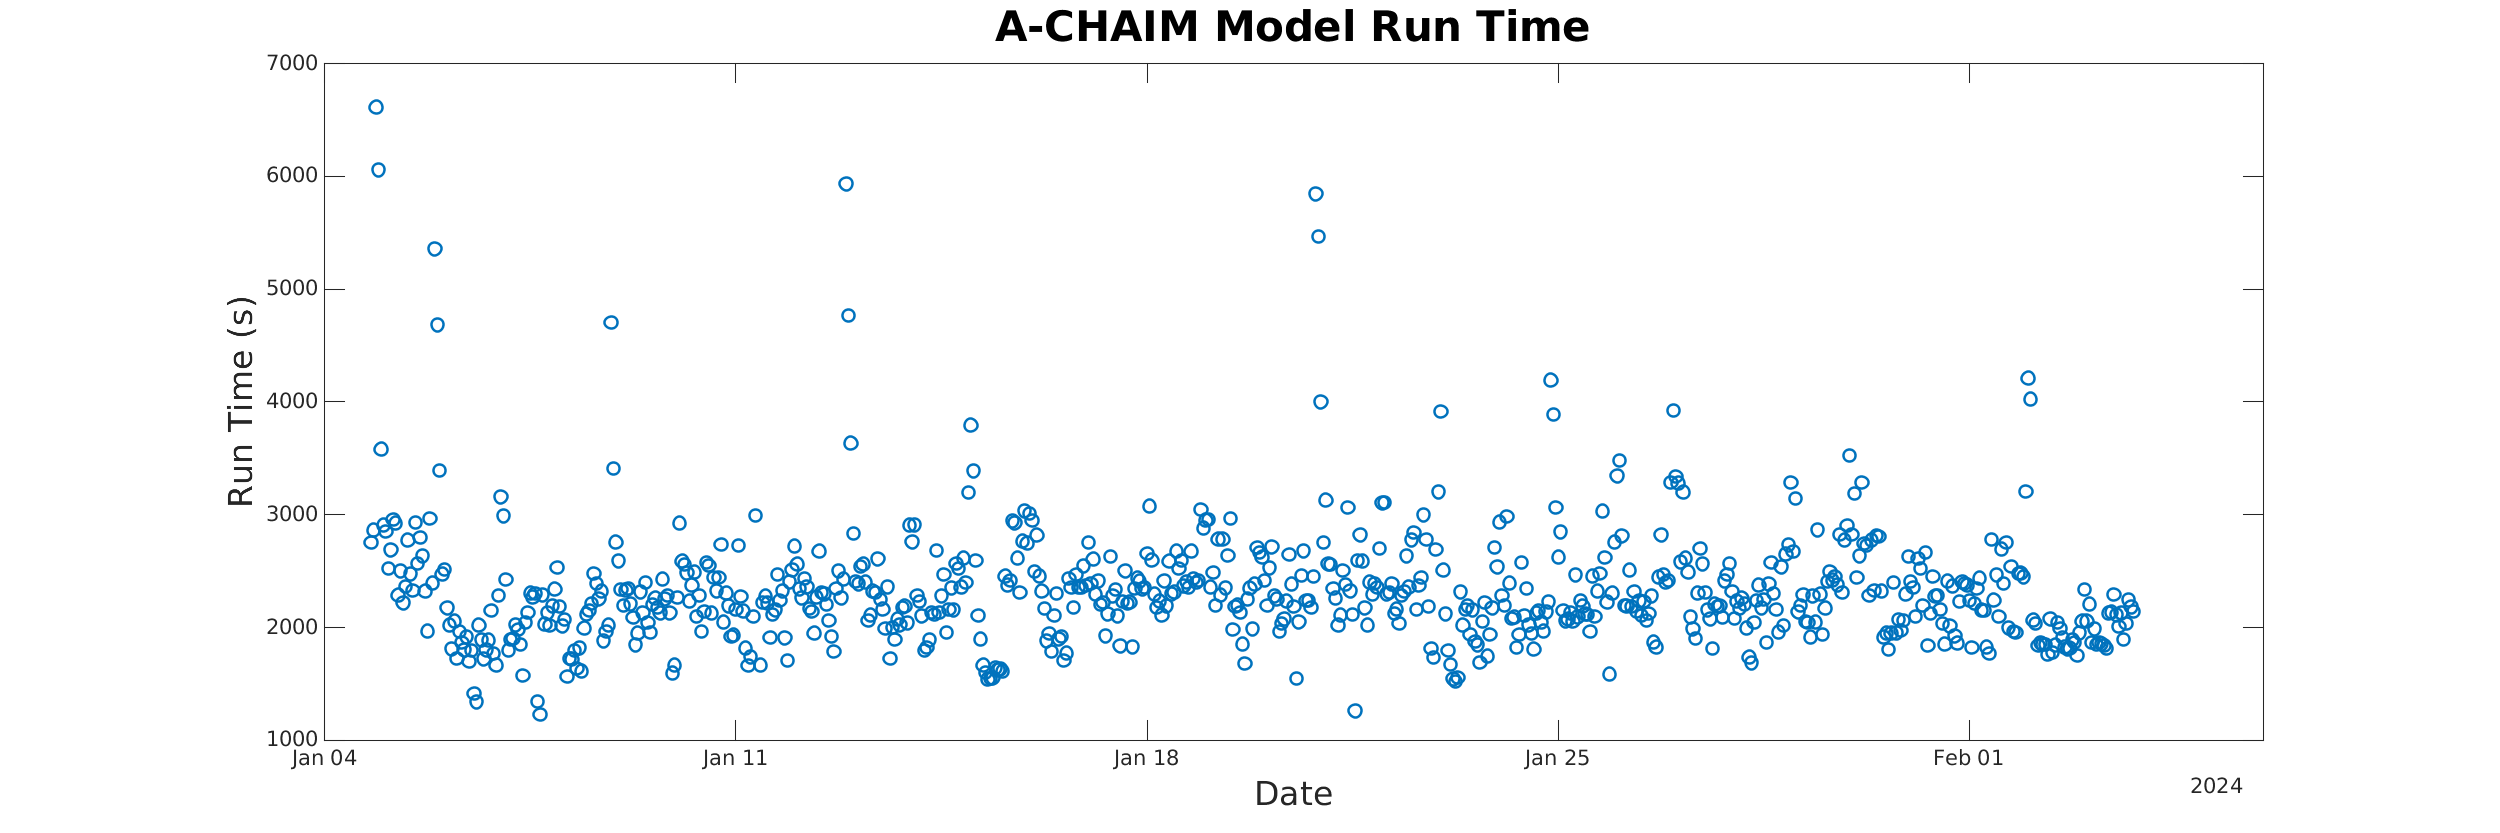 A-CHAIM Model Run Time
7000
6000
5000
4000
3000
2000
1000
Run Time (s)
Jan 04 Jan 11 Jan 18 Jan 25 Feb 01
2024
Date